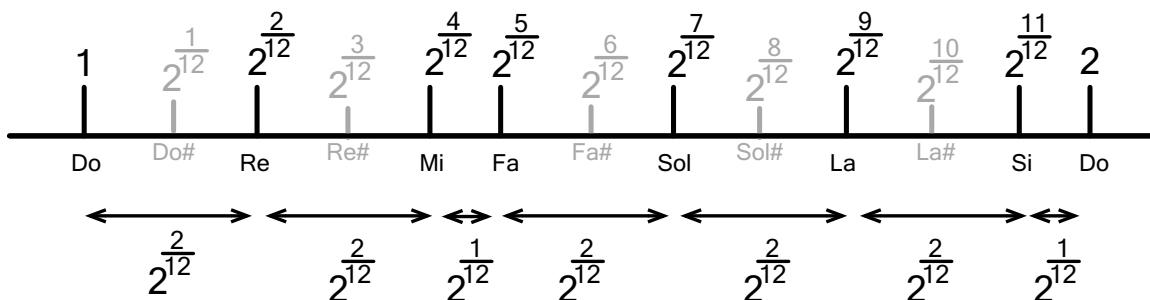 1 2^(1/12) 2^(2/12) 2^(3/12) 2^(4/12) 2^(5/12) 2^(6/12) 2^(7/12) 2^(8/12) 2^(9/12) 2^(10/12) 2^(11/12) 2
Do Do# Re Re# Mi Fa Fa# Sol Sol# La La# Si Do
2^(2/12) 2^(2/12) 2^(1/12) 2^(2/12) 2^(2/12) 2^(2/12) 2^(1/12)